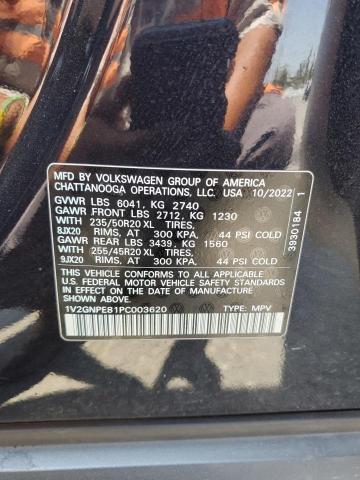 MFD BY VOLKSWAGEN GROUP OF AMERICA
CHATTANOOGA OPERATIONS, LLC. USA 10/2022
GVWR LBS 6041, KG 2740
GAWR FRONT LBS 2712, KG 1230
WITH 235/50R20 XL TIRES,
8JX20 RIMS, AT 300 KPA, 44 PSI COLD
GAWR REAR LBS 3439, KG 1560
WITH 255/45R20 XL TIRES,
9JX20 RIMS, AT 300 KPA, 44 PSI COLD
THIS VEHICLE CONFORMS TO ALL APPLICABLE
U.S. FEDERAL MOTOR VEHICLE SAFETY STANDARDS
IN EFFECT ON THE DATE OF MANUFACTURE SHOWN ABOVE.
1V2GNPE81PC003620 TYPE: MPV
3930184 1